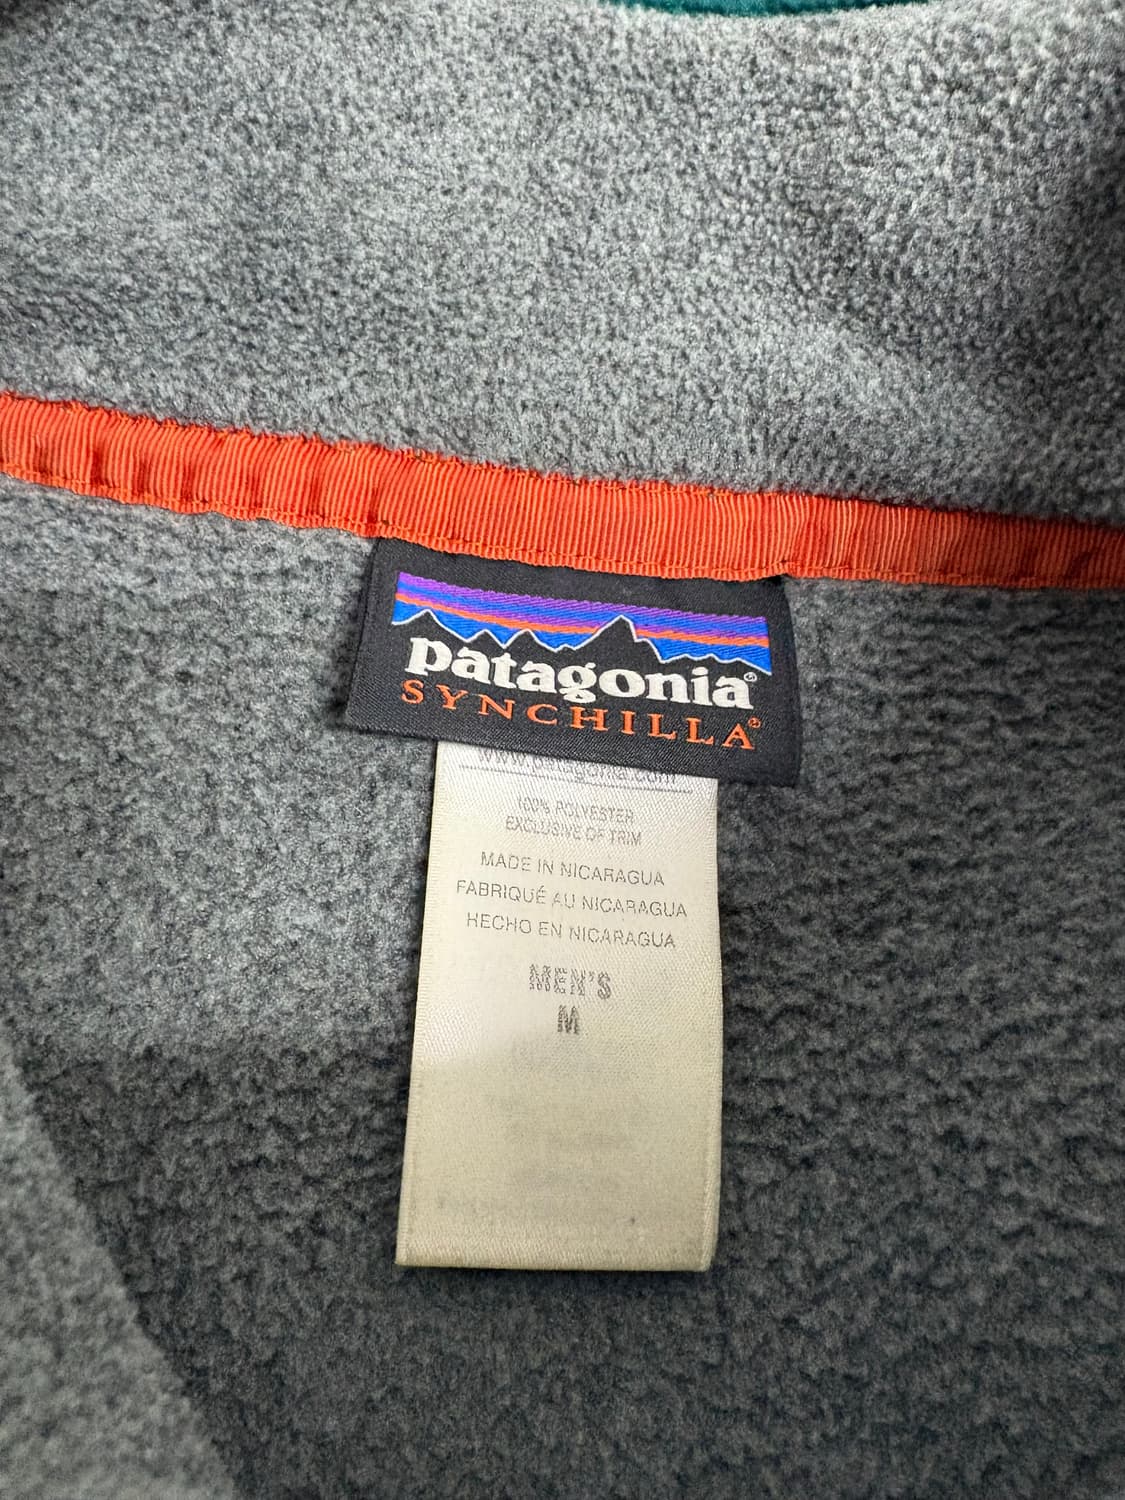 patagonia®
SYNCHILLA®
www.patagonia.com
100% POLYESTER
EXCLUSIVE OF TRIM
MADE IN NICARAGUA
FABRIQUÉ AU NICARAGUA
HECHO EN NICARAGUA
MEN'S
M